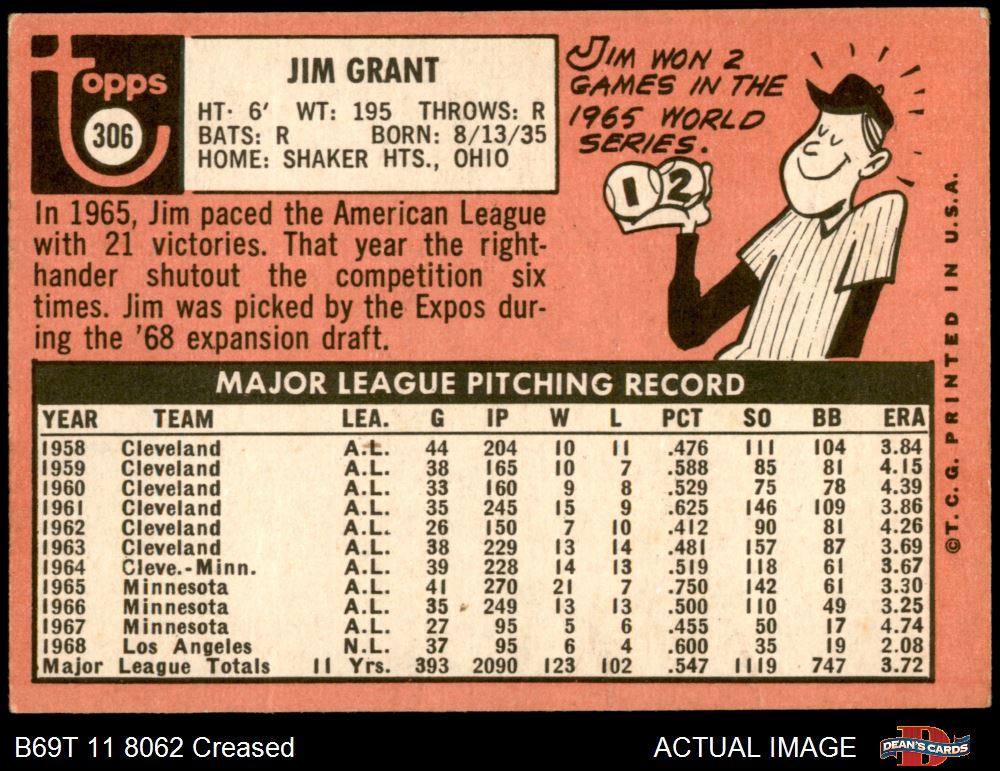 topps
306
JIM GRANT
HT· 6' WT: 195 THROWS: R
BATS: R BORN: 8/13/35
HOME: SHAKER HTS., OHIO
JIM WON 2
GAMES IN THE
1965 WORLD
SERIES.
1 2
In 1965, Jim paced the American League
with 21 victories. That year the right-
hander shutout the competition six
times. Jim was picked by the Expos dur-
ing the '68 expansion draft.
MAJOR LEAGUE PITCHING RECORD
YEAR TEAM LEA. G IP W L PCT SO BB ERA
1958 Cleveland A.L. 44 204 10 11 .476 111 104 3.84
1959 Cleveland A.L. 38 165 10 7 .588 85 81 4.15
1960 Cleveland A.L. 33 160 9 8 .529 75 78 4.39
1961 Cleveland A.L. 35 245 15 9 .625 146 109 3.86
1962 Cleveland A.L. 26 150 7 10 .412 90 81 4.26
1963 Cleveland A.L. 38 229 13 14 .481 157 87 3.69
1964 Cleve.-Minn. A.L. 39 228 14 13 .519 118 61 3.67
1965 Minnesota A.L. 41 270 21 7 .750 142 61 3.30
1966 Minnesota A.L. 35 249 13 13 .500 110 49 3.25
1967 Minnesota A.L. 27 95 5 6 .455 50 17 4.74
1968 Los Angeles N.L. 37 95 6 4 .600 35 19 2.08
Major League Totals 11 Yrs. 393 2090 123 102 .547 1119 747 3.72
©T.C.G. PRINTED IN U.S.A.
B69T 11 8062 Creased
ACTUAL IMAGE
D
DEAN'S CARDS